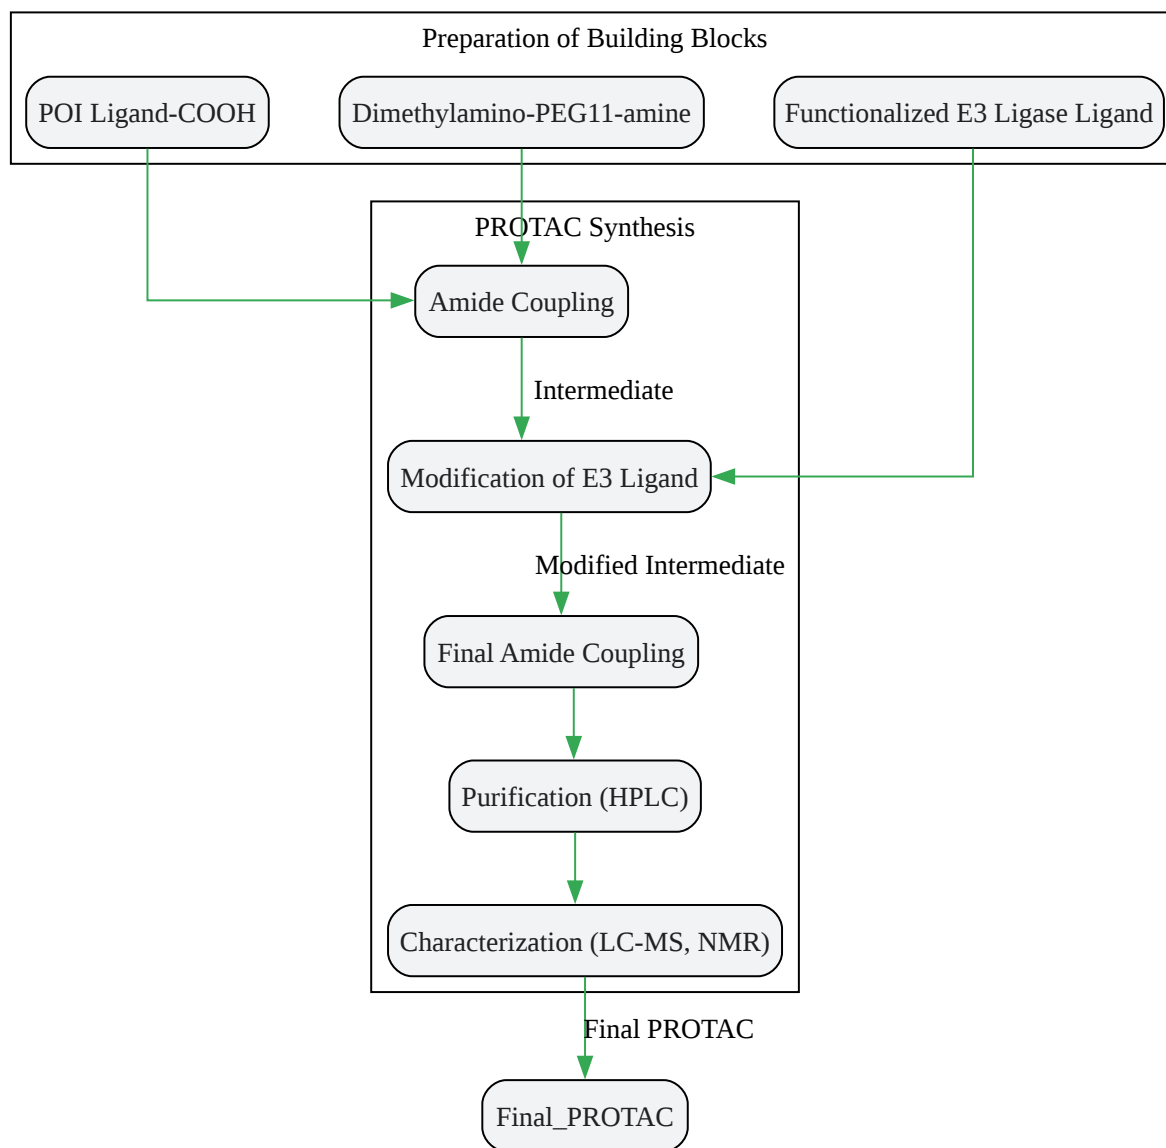 Preparation of Building Blocks
POI Ligand-COOH
Dimethylamino-PEG11-amine
Functionalized E3 Ligase Ligand
PROTAC Synthesis
Amide Coupling
Intermediate
Modification of E3 Ligand
Modified Intermediate
Final Amide Coupling
Purification (HPLC)
Characterization (LC-MS, NMR)
Final PROTAC
Final_PROTAC